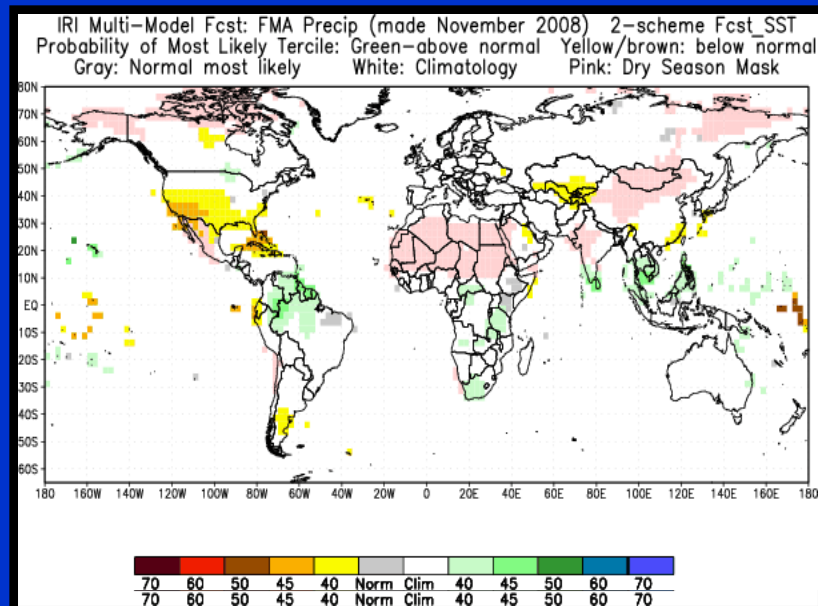 IRI Multi-Model Fcst: FMA Precip (made November 2008) 2-scheme Fcst_SST
Probability of Most Likely Tercile: Green-above normal Yellow/brown: below normal
Gray: Normal most likely White: Climatology Pink: Dry Season Mask
80N
70N
60N
50N
40N
30N
20N
10N
EQ
10S
20S
30S
40S
50S
60S
180 160W 140W 120W 100W 80W 60W 40W 20W 0 20E 40E 60E 80E 100E 120E 140E 160E 180
70 60 50 45 40 Norm Clim 40 45 50 60 70
70 60 50 45 40 Norm Clim 40 45 50 60 70